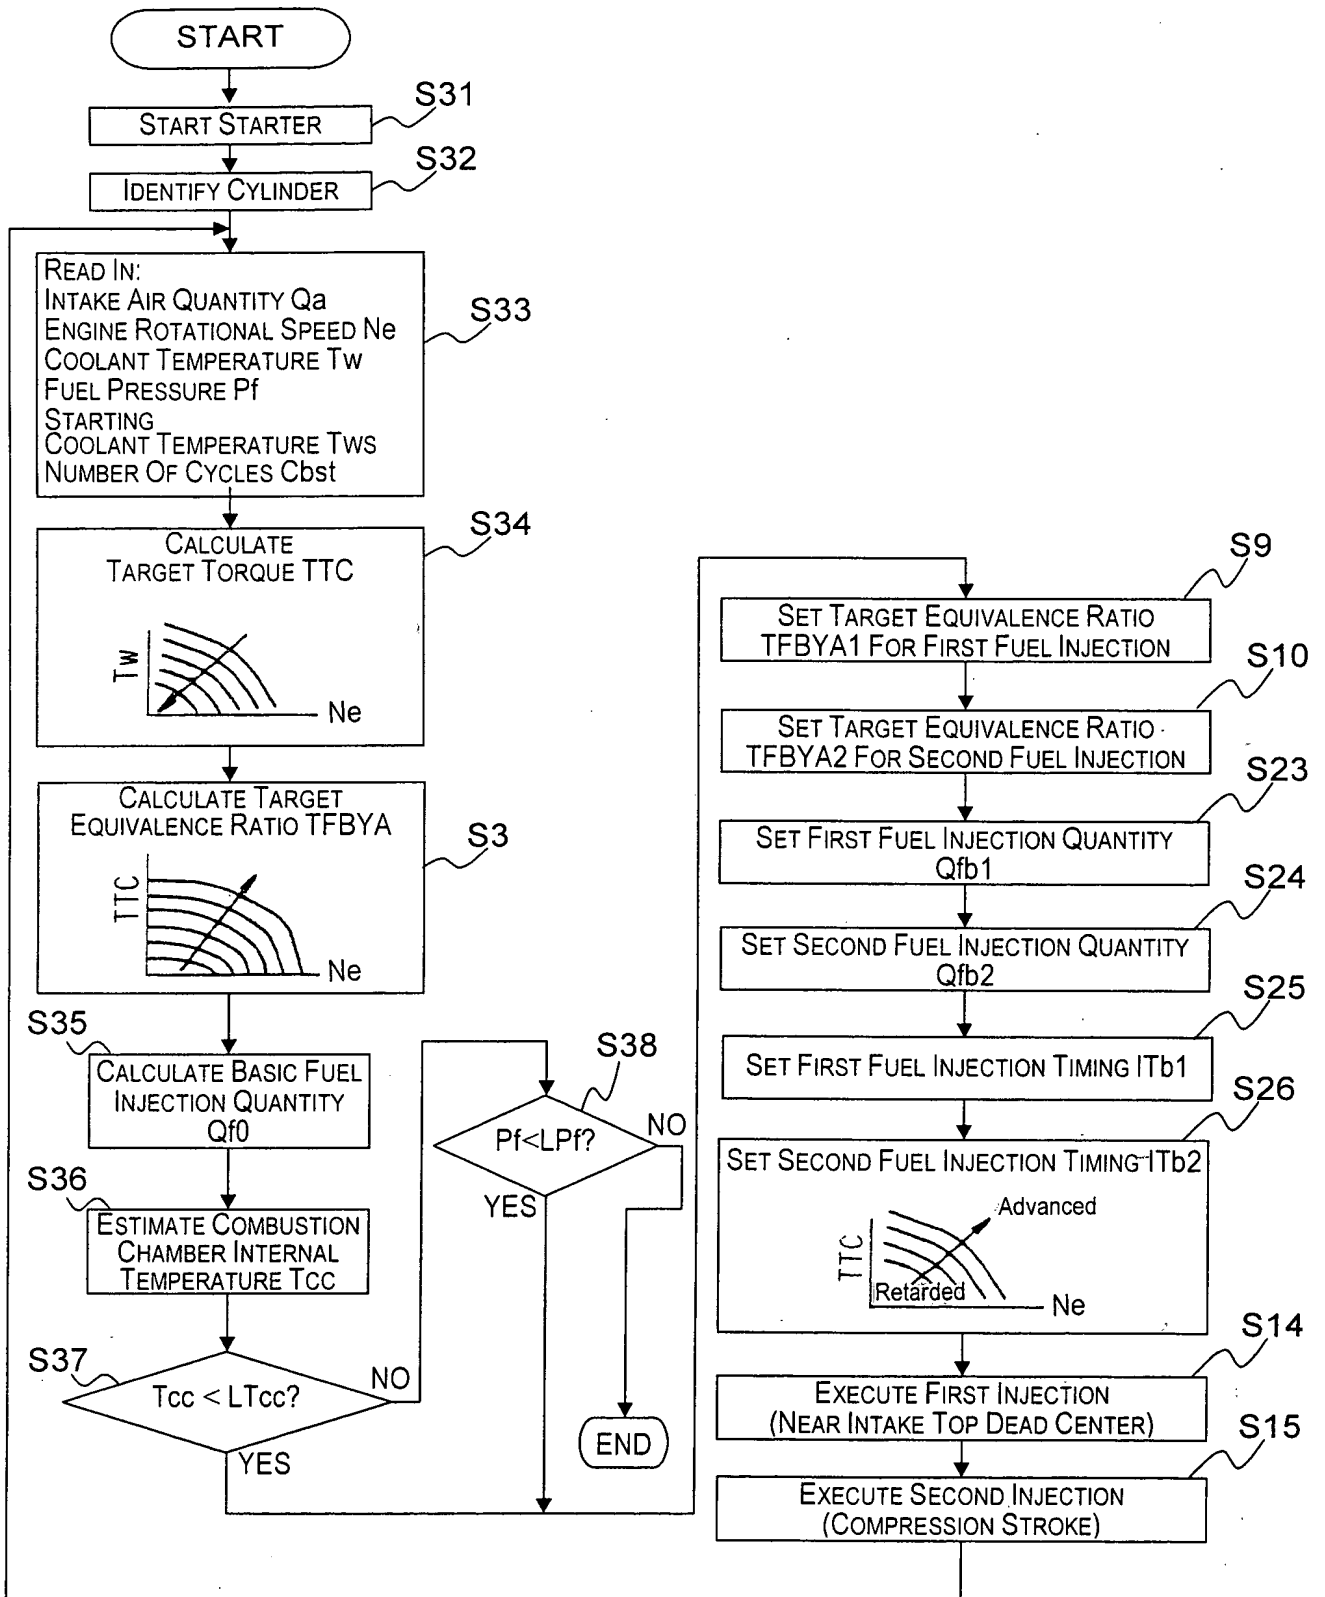 START
S31
START STARTER
S32
IDENTIFY CYLINDER
READ IN:
INTAKE AIR QUANTITY Qa
ENGINE ROTATIONAL SPEED Ne
COOLANT TEMPERATURE Tw
FUEL PRESSURE Pf
STARTING
COOLANT TEMPERATURE Tws
NUMBER OF CYCLES Cbst
S33
S34
CALCULATE
TARGET TORQUE TTC
Tw
Ne
CALCULATE TARGET
EQUIVALENCE RATIO TFBYA
S3
TTC
Ne
S35
CALCULATE BASIC FUEL
INJECTION QUANTITY
Qf0
S36
ESTIMATE COMBUSTION
CHAMBER INTERNAL
TEMPERATURE Tcc
S37
Tcc < LTcc?
NO
YES
S38
Pf<LPf?
NO
YES
END
S9
SET TARGET EQUIVALENCE RATIO
TFBYA1 FOR FIRST FUEL INJECTION
S10
SET TARGET EQUIVALENCE RATIO
TFBYA2 FOR SECOND FUEL INJECTION
S23
SET FIRST FUEL INJECTION QUANTITY
Qfb1
S24
SET SECOND FUEL INJECTION QUANTITY
Qfb2
S25
SET FIRST FUEL INJECTION TIMING ITb1
S26
SET SECOND FUEL INJECTION TIMING ITb2
Advanced
TTC
Retarded
Ne
S14
EXECUTE FIRST INJECTION
(NEAR INTAKE TOP DEAD CENTER)
S15
EXECUTE SECOND INJECTION
(COMPRESSION STROKE)